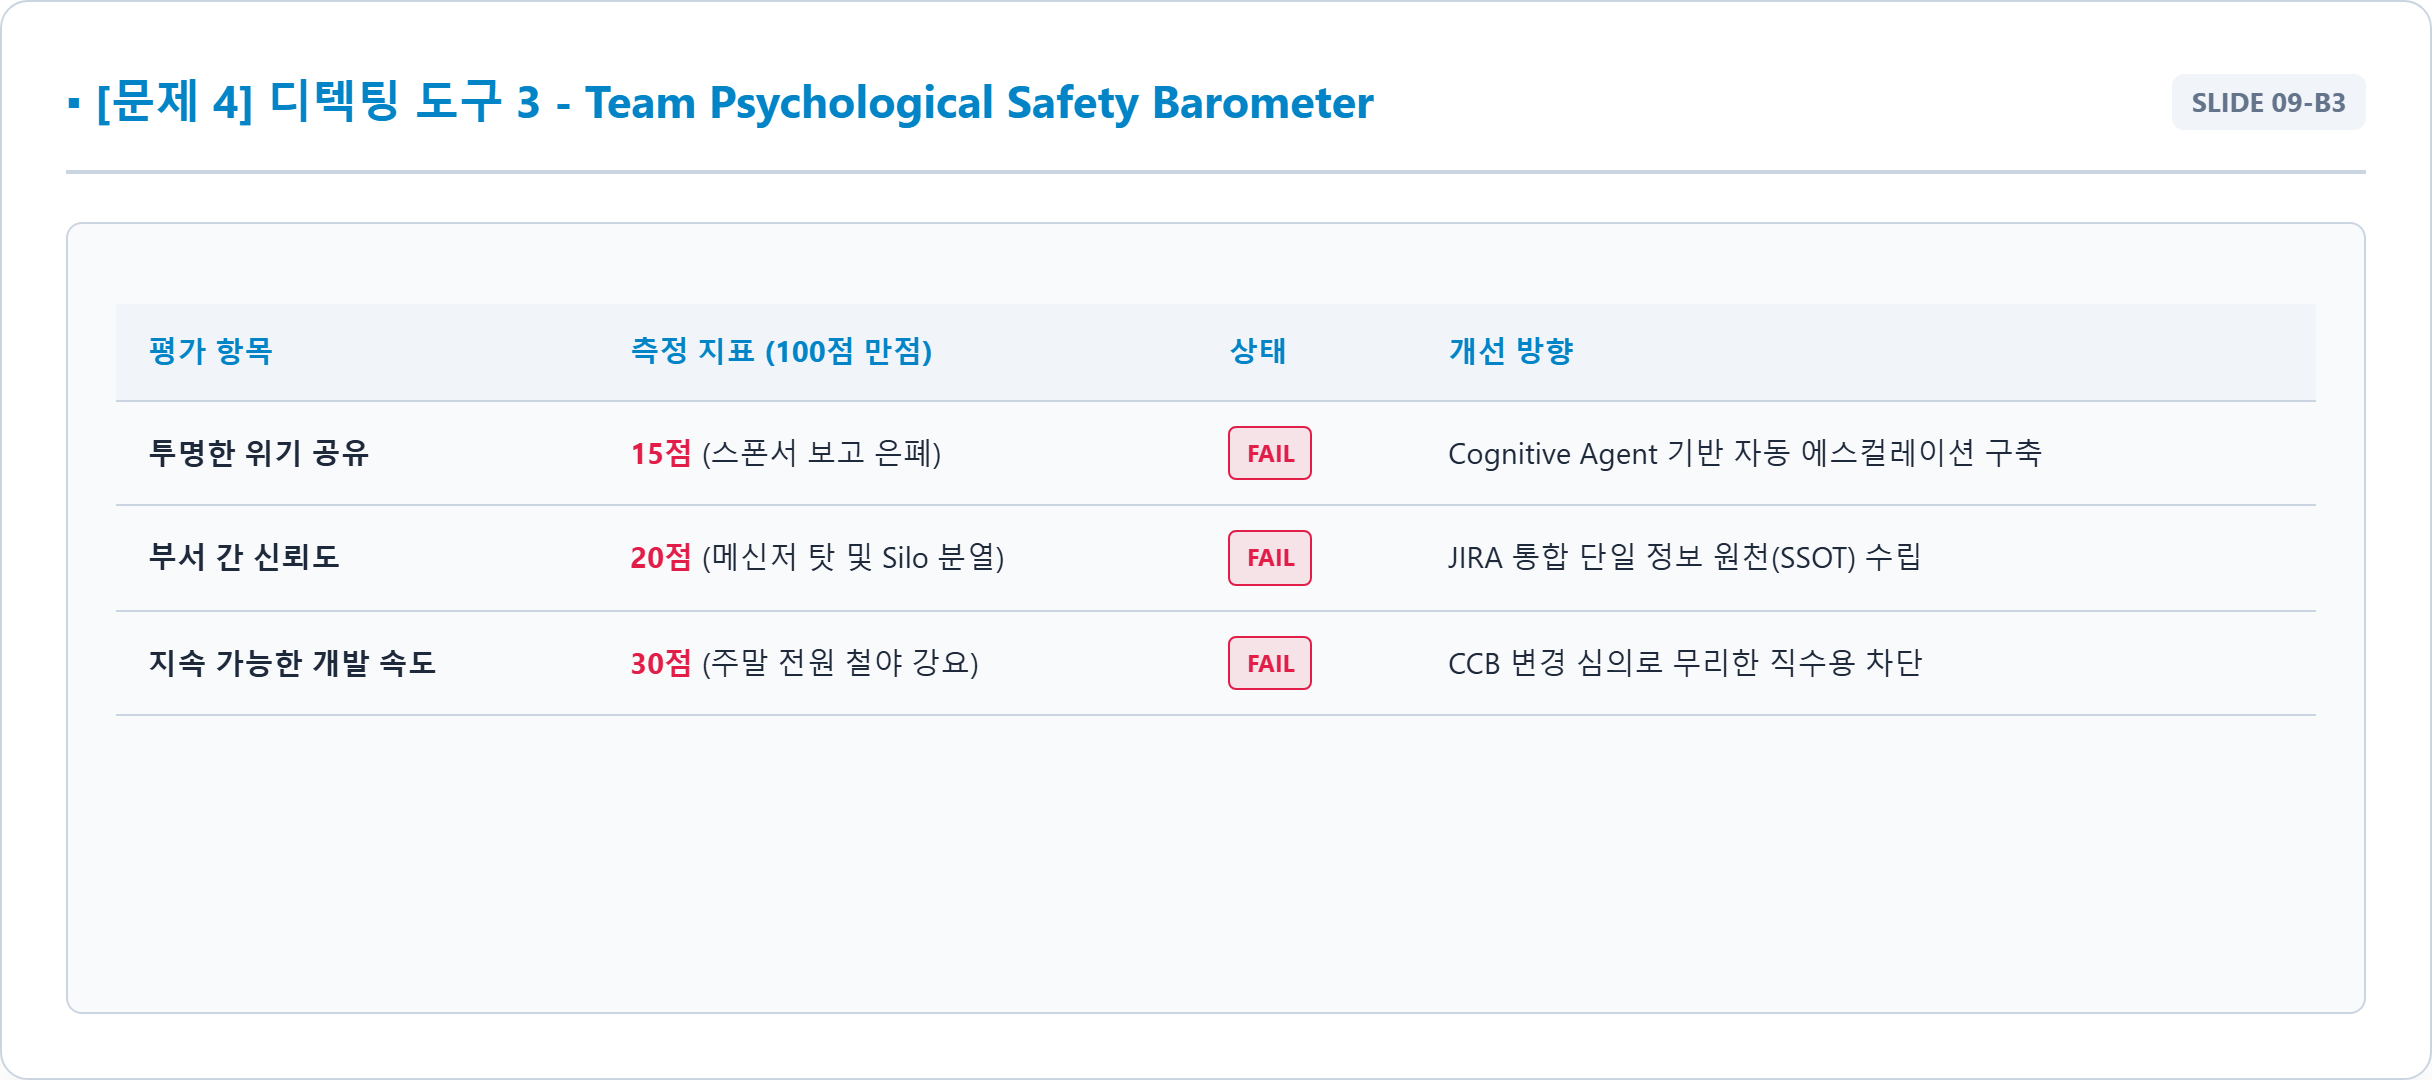 ▪ [문제 4] 디텍팅 도구 3 - Team Psychological Safety Barometer
SLIDE 09-B3
평가 항목 측정 지표 (100점 만점) 상태 개선 방향
투명한 위기 공유 15점 (스폰서 보고 은폐) FAIL Cognitive Agent 기반 자동 에스컬레이션 구축
부서 간 신뢰도 20점 (메신저 탓 및 Silo 분열) FAIL JIRA 통합 단일 정보 원천(SSOT) 수립
지속 가능한 개발 속도 30점 (주말 전원 철야 강요) FAIL CCB 변경 심의로 무리한 직수용 차단